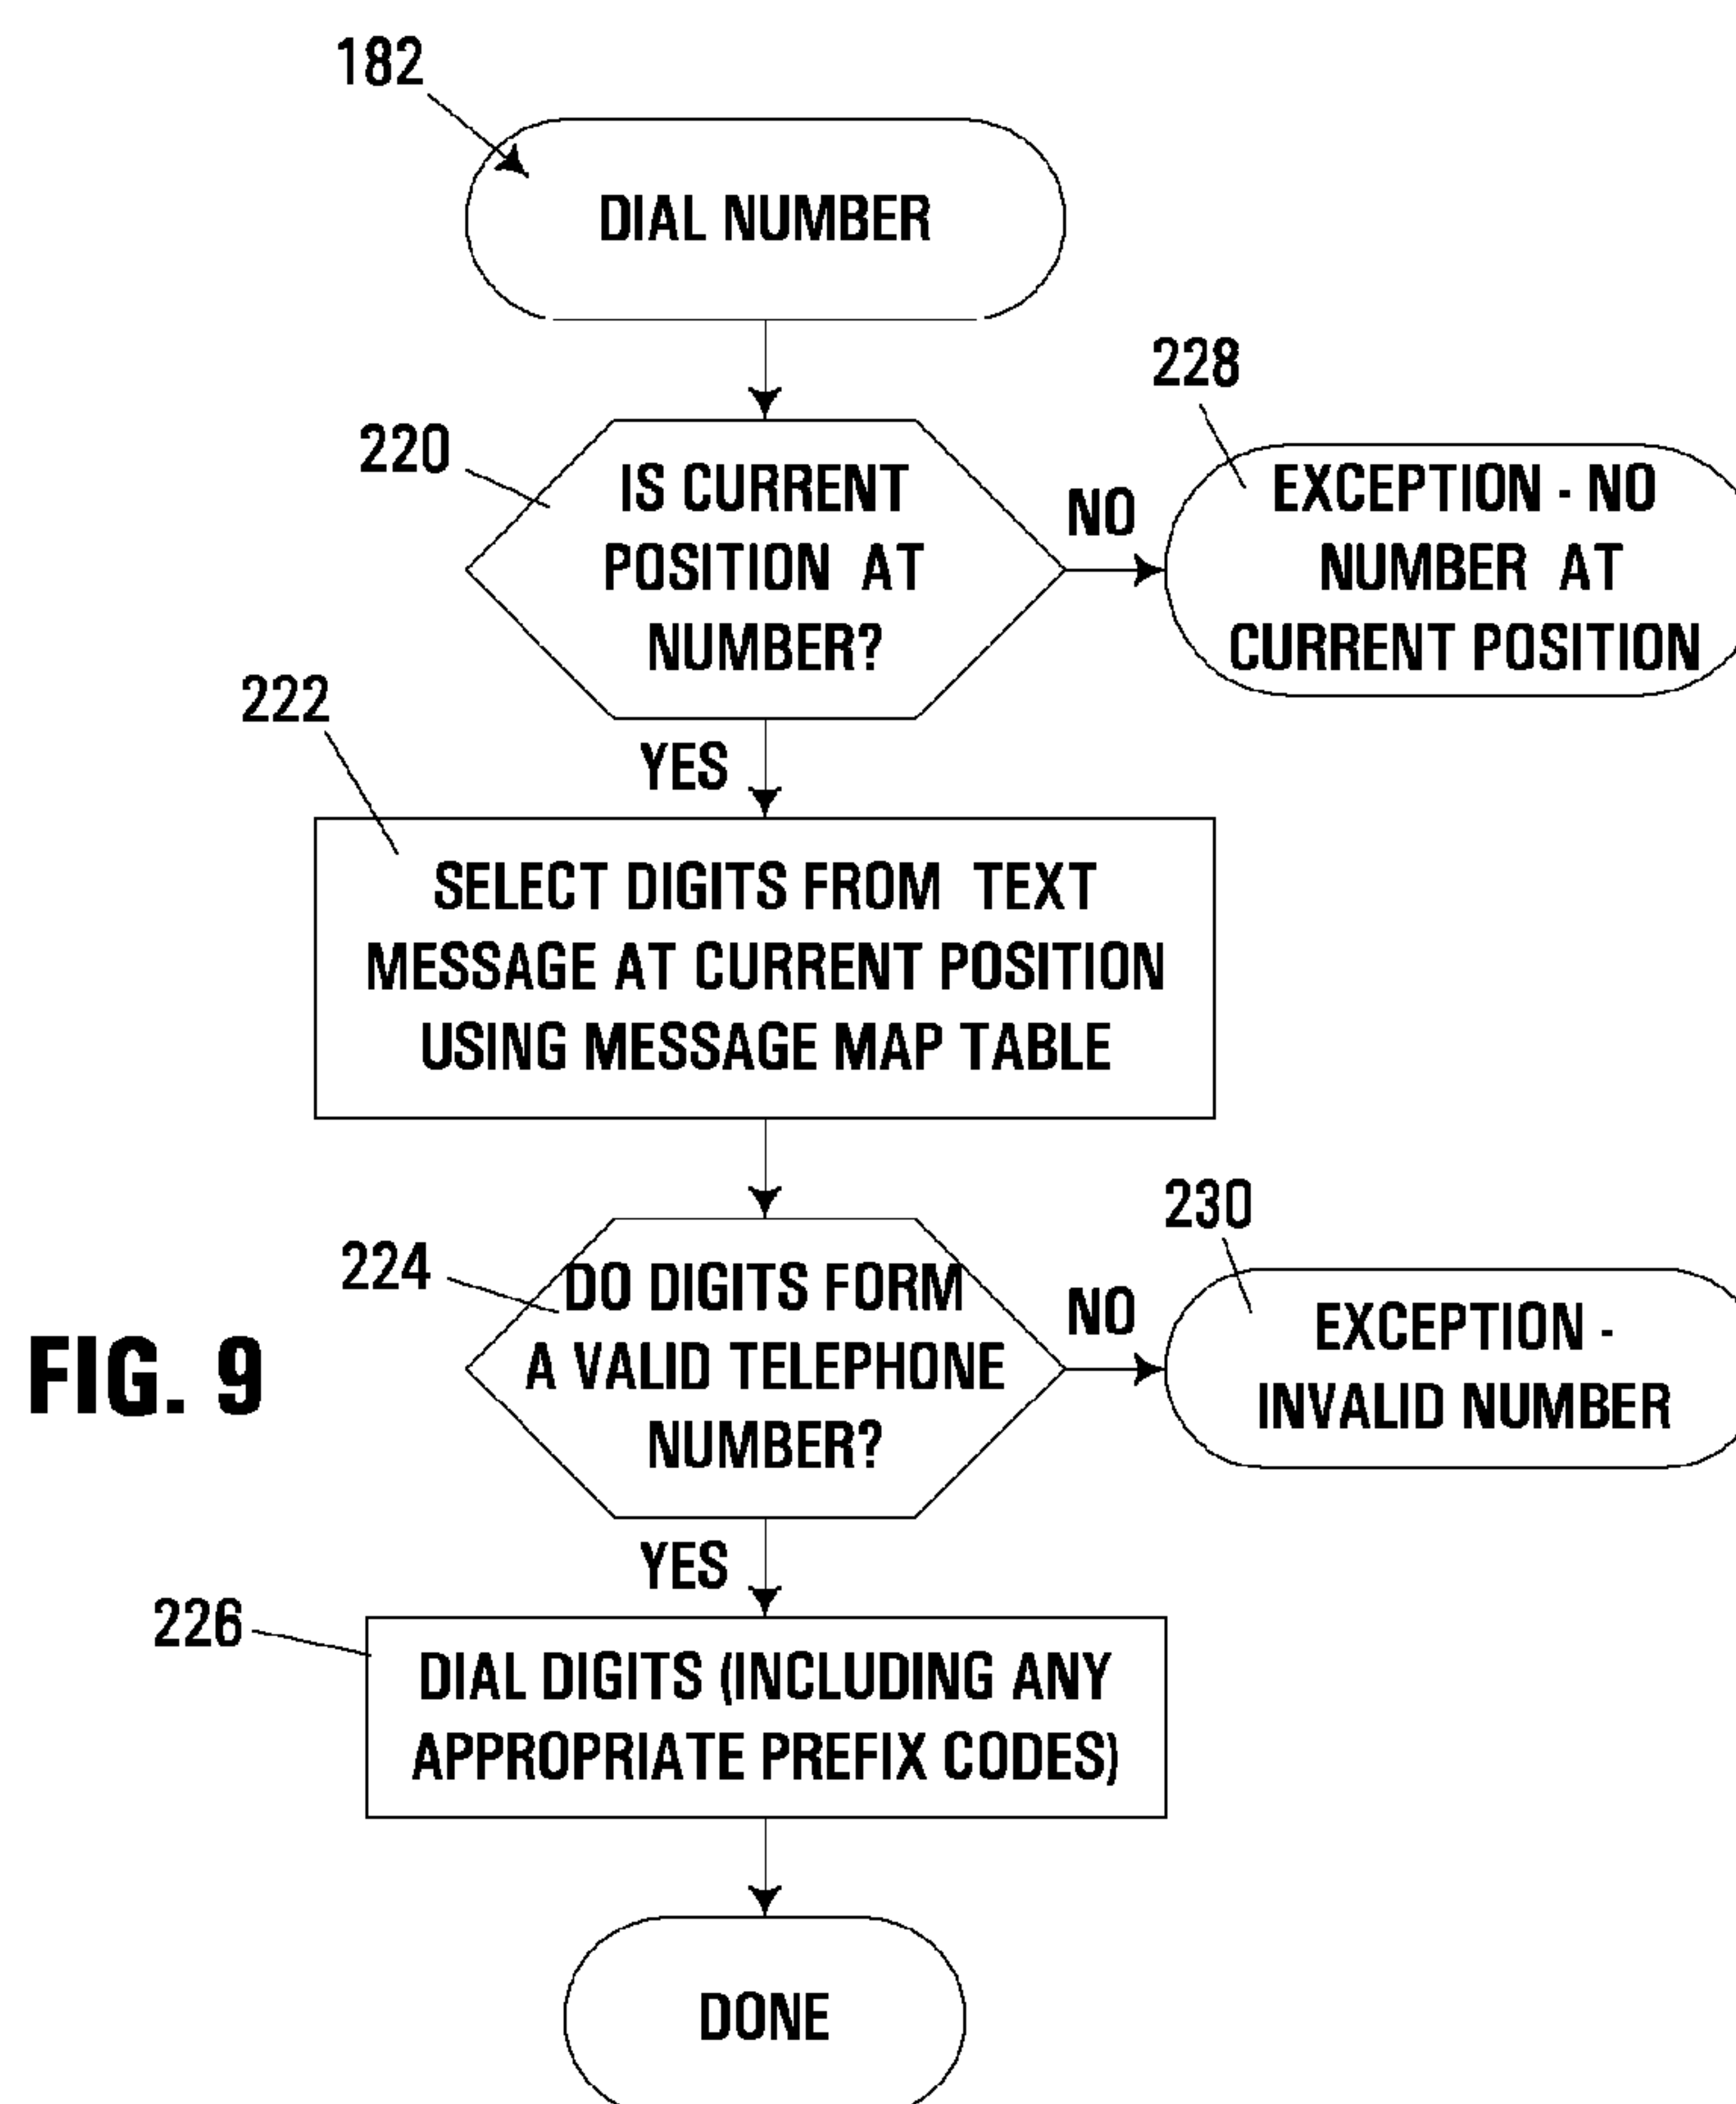 182
DIAL NUMBER
228
220
IS CURRENT
POSITION AT
NUMBER?
NO
EXCEPTION - NO
NUMBER AT
CURRENT POSITION
222
YES
SELECT DIGITS FROM TEXT
MESSAGE AT CURRENT POSITION
USING MESSAGE MAP TABLE
230
224
DO DIGITS FORM
A VALID TELEPHONE
NUMBER?
NO
EXCEPTION -
INVALID NUMBER
FIG. 9
YES
226
DIAL DIGITS (INCLUDING ANY
APPROPRIATE PREFIX CODES)
DONE